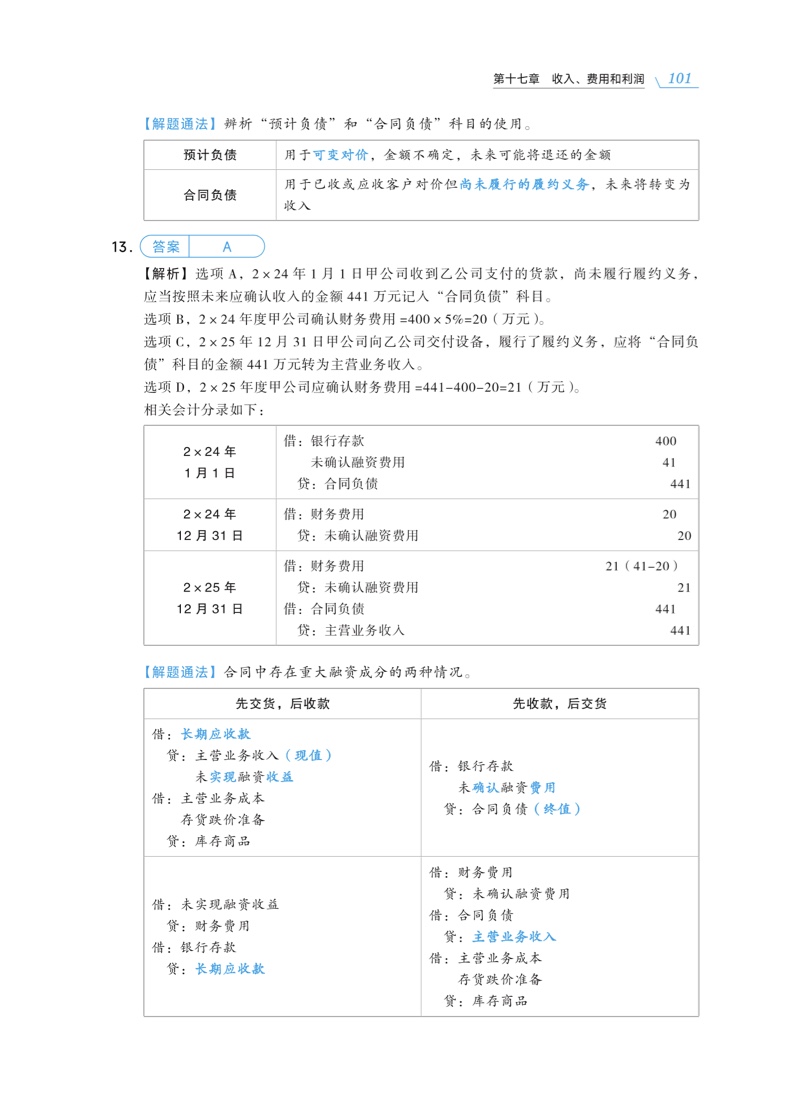 第十七章 收入、费用和利润 101
【解题通法】辨析“预计负债”和“合同负债”科目的使用。
预计负债 用于可变对价，金额不确定，未来可能将退还的金额
合同负债 用于已收或应收客户对价但尚未履行的履约义务，未来将转变为
收入
13. 答案 A
【解析】选项 A，2×24 年 1 月 1 日甲公司收到乙公司支付的货款，尚未履行履约义务，
应当按照未来应确认收入的金额 441 万元记入“合同负债”科目。
选项 B，2×24 年度甲公司确认财务费用 =400×5%=20（万元）。
选项 C，2×25 年 12 月 31 日甲公司向乙公司交付设备，履行了履约义务，应将“合同负
债”科目的金额 441 万元转为主营业务收入。
选项 D，2×25 年度甲公司应确认财务费用 =441-400-20=21（万元）。
相关会计分录如下：
2×24 年
1 月 1 日
借：银行存款 400
未确认融资费用 41
贷：合同负债 441
2×24 年
12 月 31 日
借：财务费用 20
贷：未确认融资费用 20
2×25 年
12 月 31 日
借：财务费用 21（41-20）
贷：未确认融资费用 21
借：合同负债 441
贷：主营业务收入 441
【解题通法】合同中存在重大融资成分的两种情况。
先交货，后收款 先收款，后交货
借：长期应收款
贷：主营业务收入（现值）
未实现融资收益
借：主营业务成本
存货跌价准备
贷：库存商品
借：银行存款
未确认融资费用
贷：合同负债（终值）
借：未实现融资收益
贷：财务费用
借：银行存款
贷：长期应收款
借：财务费用
贷：未确认融资费用
借：合同负债
贷：主营业务收入
借：主营业务成本
存货跌价准备
贷：库存商品